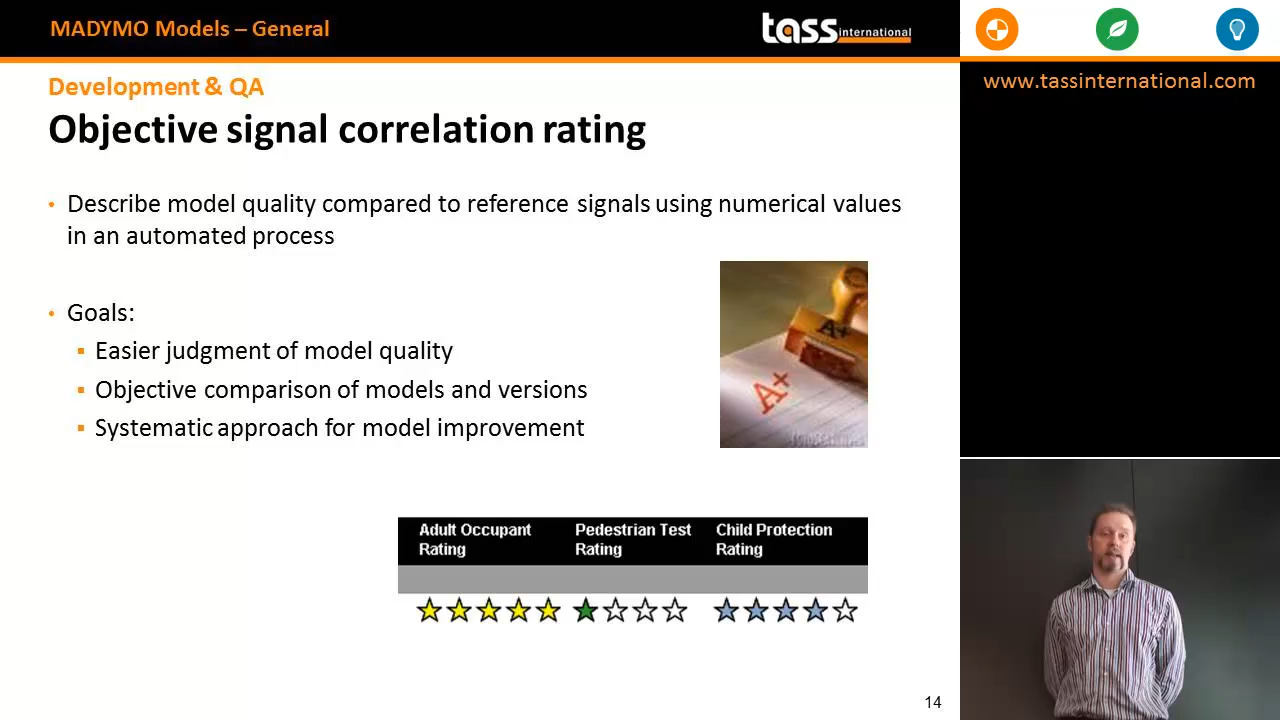 MADYMO Models – General
tass international
www.tassinternational.com
Development & QA
Objective signal correlation rating
• Describe model quality compared to reference signals using numerical values
in an automated process
• Goals:
▪ Easier judgment of model quality
▪ Objective comparison of models and versions
▪ Systematic approach for model improvement
A+
A+
Adult Occupant Rating
Pedestrian Test Rating
Child Protection Rating
14